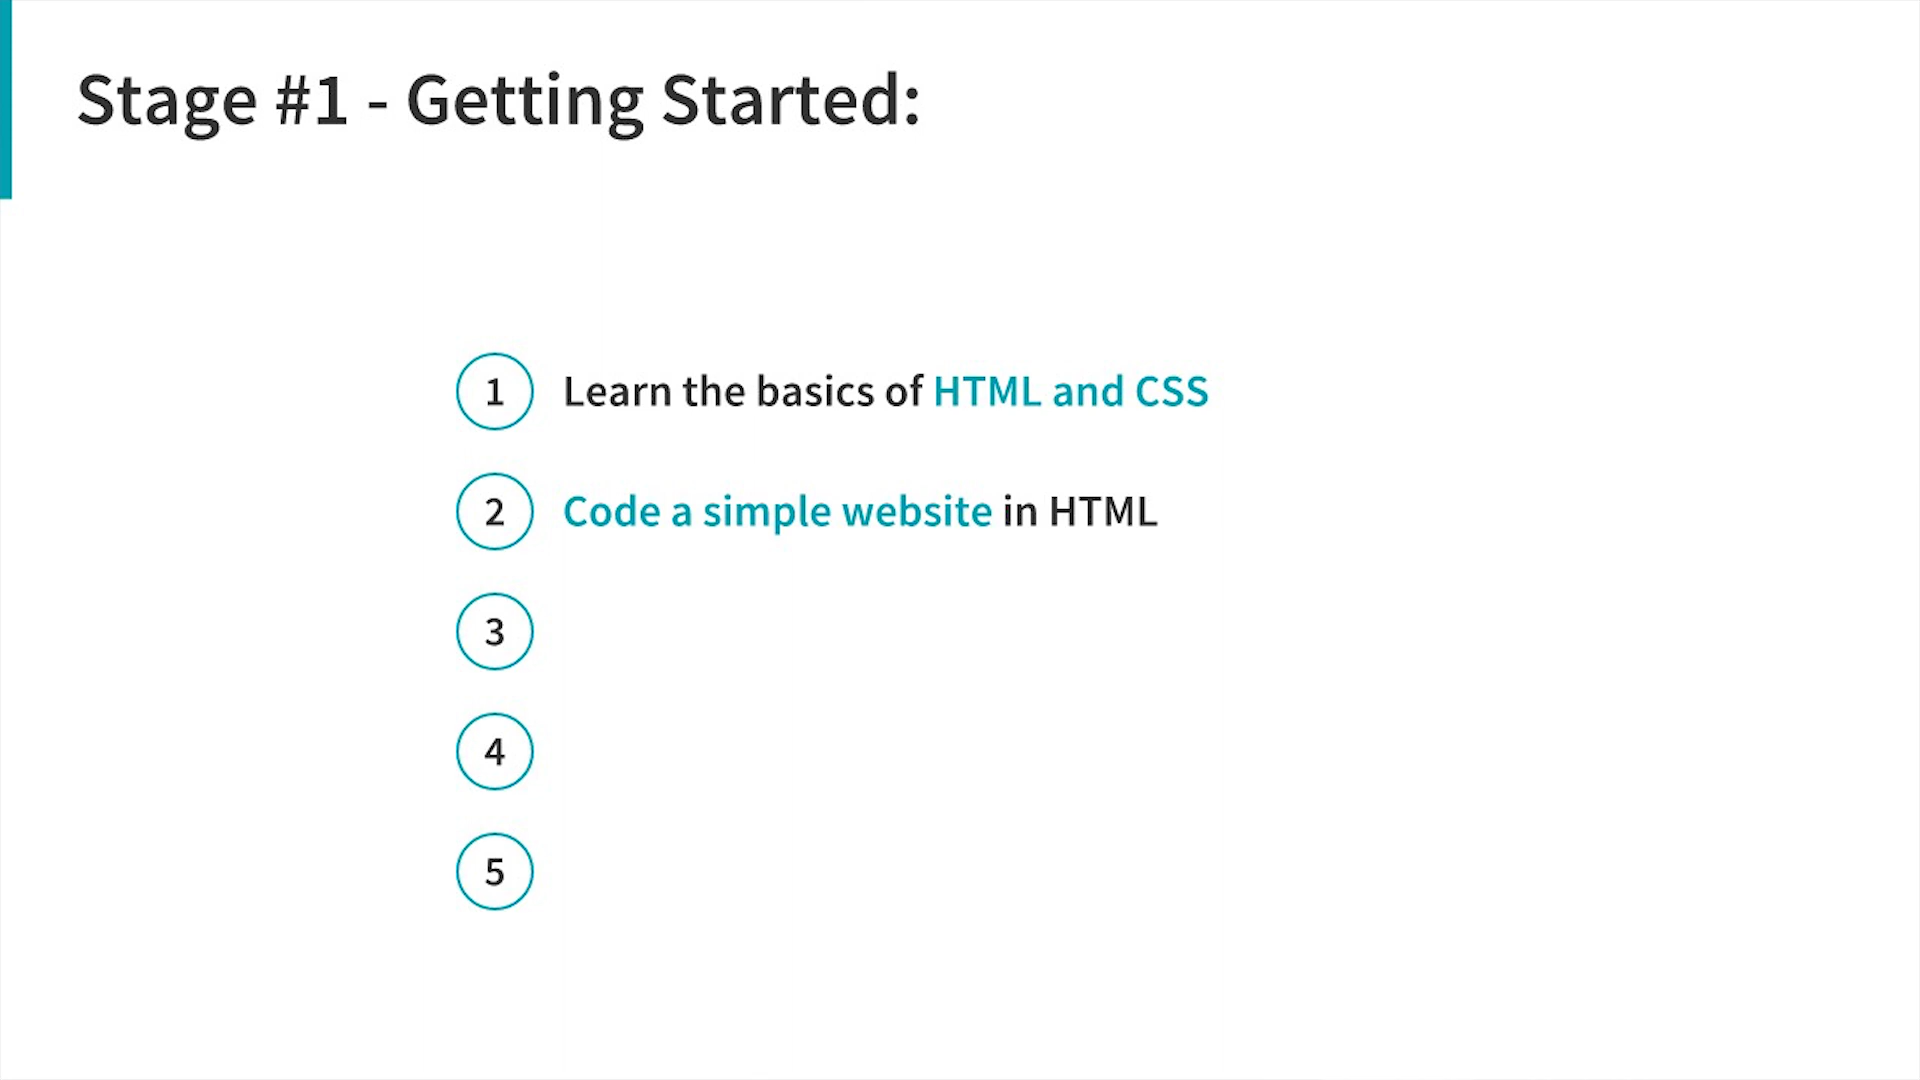 Stage #1 - Getting Started:
1 Learn the basics of HTML and CSS
2 Code a simple website in HTML
3
4
5